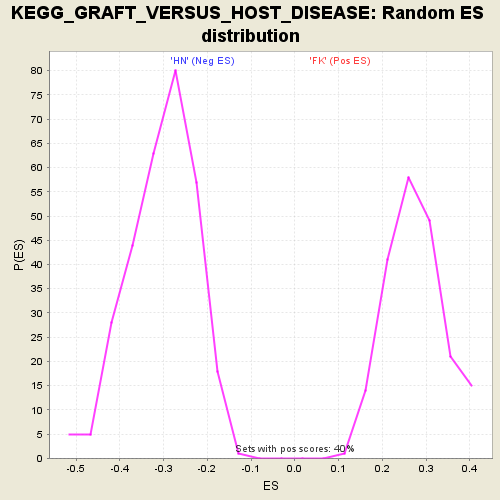 KEGG_GRAFT_VERSUS_HOST_DISEASE: Random ES
distribution
'HN' (Neg ES) 'FK' (Pos ES)
80
75
70
65
60
55
50
45
40
35
30
25
20
15
10
5
0
P(ES)
Sets with pos scores: 40%
-0.5 -0.4 -0.3 -0.2 -0.1 0.0 0.1 0.2 0.3 0.4
ES